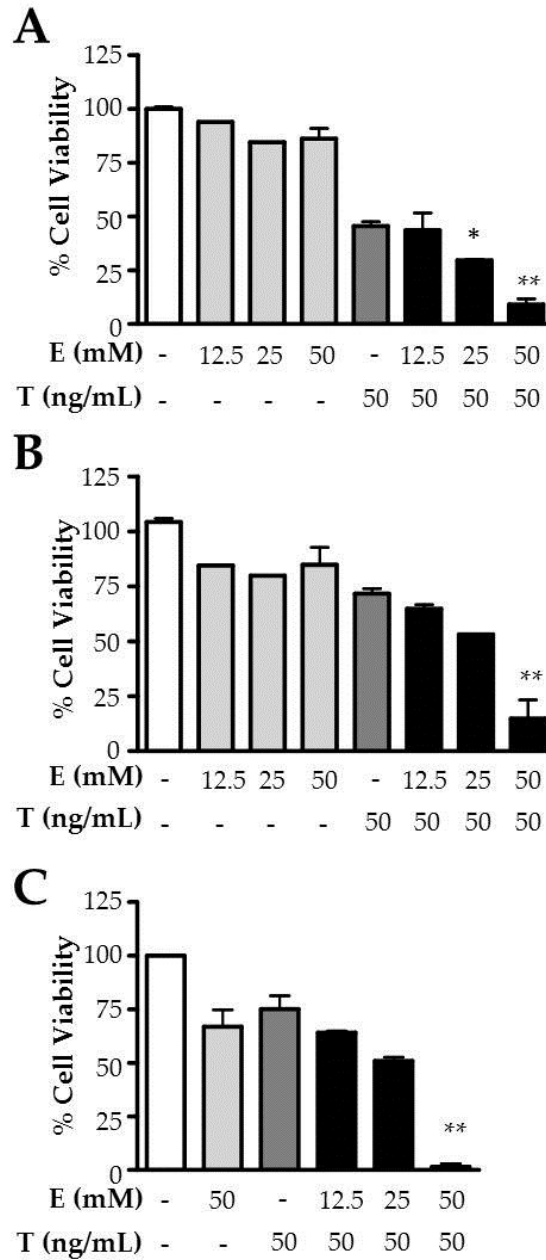 A
% Cell Viability
125
100
75
50
25
0
*
**
E (mM) - 12.5 25 50 - 12.5 25 50
T (ng/mL) - - - - 50 50 50 50
B
% Cell Viability
125
100
75
50
25
0
**
E (mM) - 12.5 25 50 - 12.5 25 50
T (ng/mL) - - - - 50 50 50 50
C
% Cell Viability
125
100
75
50
25
0
**
E (mM) - 50 - 12.5 25 50
T (ng/mL) - - 50 50 50 50